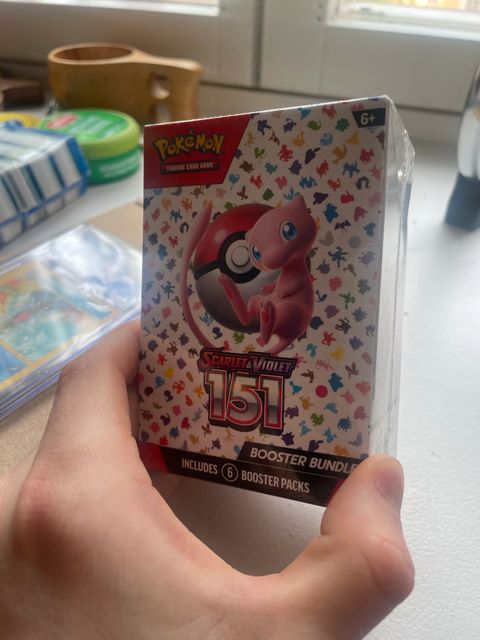 POKÉMON
TRADING CARD GAME
6+
SCARLET & VIOLET
151
BOOSTER BUNDLE
INCLUDES 6 BOOSTER PACKS